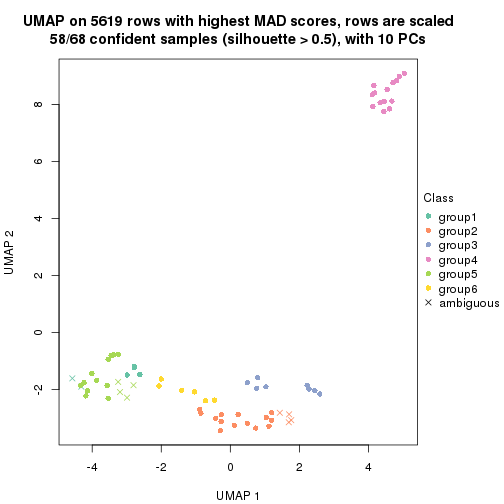 UMAP on 5619 rows with highest MAD scores, rows are scaled
58/68 confident samples (silhouette > 0.5), with 10 PCs
8
6
4
2
0
-2
-4
-2
0
2
4
UMAP 1
UMAP 2
Class
group1
group2
group3
group4
group5
group6
ambiguous